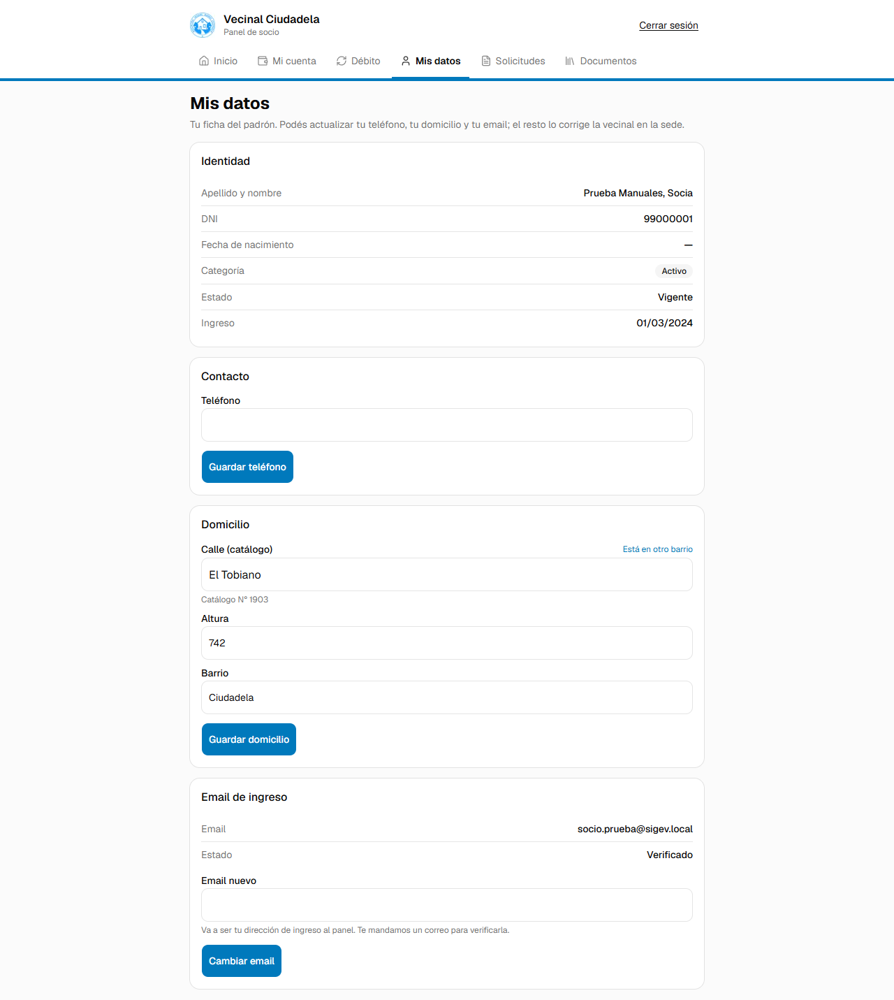 Vecinal Ciudadela
Panel de socio
Cerrar sesión
Inicio
Mi cuenta
Débito
Mis datos
Solicitudes
Documentos
Mis datos
Tu ficha del padrón. Podés actualizar tu teléfono, tu domicilio y tu email; el resto lo corrige la vecinal en la sede.
Identidad
Apellido y nombre
Prueba Manuales, Socia
DNI
99000001
Fecha de nacimiento
—
Categoría
Activo
Estado
Vigente
Ingreso
01/03/2024
Contacto
Teléfono
Guardar teléfono
Domicilio
Calle (catálogo)
Está en otro barrio
El Tobiano
Catálogo N° 1903
Altura
742
Barrio
Ciudadela
Guardar domicilio
Email de ingreso
Email
socio.prueba@sigev.local
Estado
Verificado
Email nuevo
Va a ser tu dirección de ingreso al panel. Te mandamos un correo para verificarla.
Cambiar email